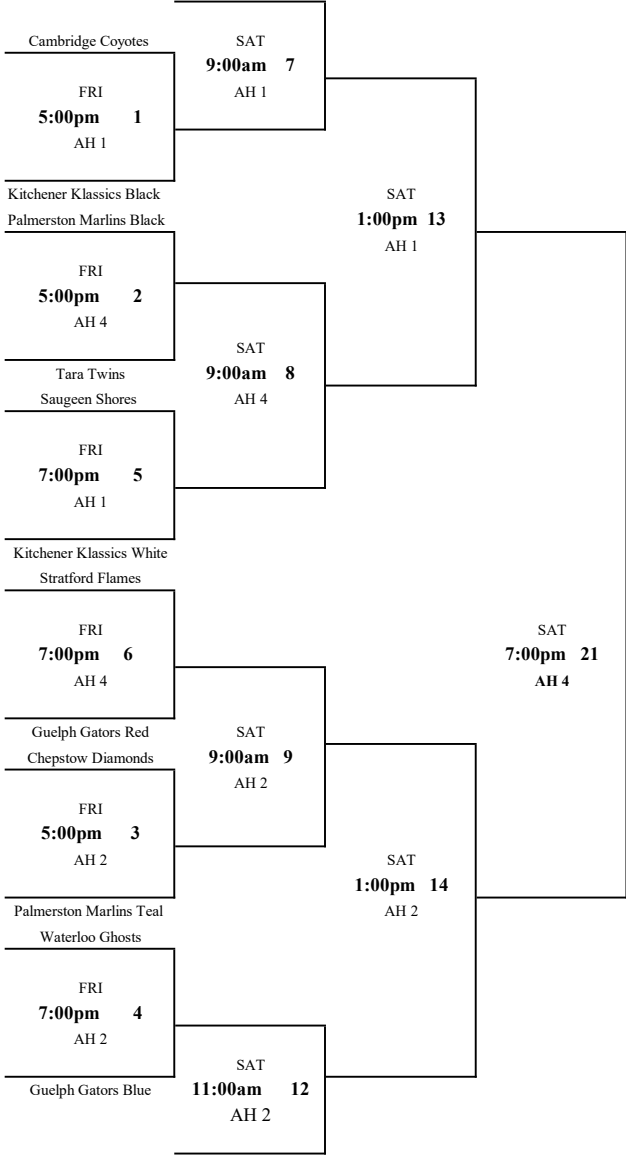 Cambridge Coyotes
SAT
9:00am 7
AH 1
FRI
5:00pm 1
AH 1
Kitchener Klassics Black
SAT
1:00pm 13
AH 1
Palmerston Marlins Black
FRI
5:00pm 2
AH 4
Tara Twins
SAT
9:00am 8
AH 4
Saugeen Shores
FRI
7:00pm 5
AH 1
Kitchener Klassics White
Stratford Flames
FRI
7:00pm 6
AH 4
SAT
7:00pm 21
AH 4
Guelph Gators Red
SAT
9:00am 9
AH 2
Chepstow Diamonds
FRI
5:00pm 3
AH 2
SAT
1:00pm 14
AH 2
Palmerston Marlins Teal
Waterloo Ghosts
FRI
7:00pm 4
AH 2
Guelph Gators Blue
SAT
11:00am 12
AH 2